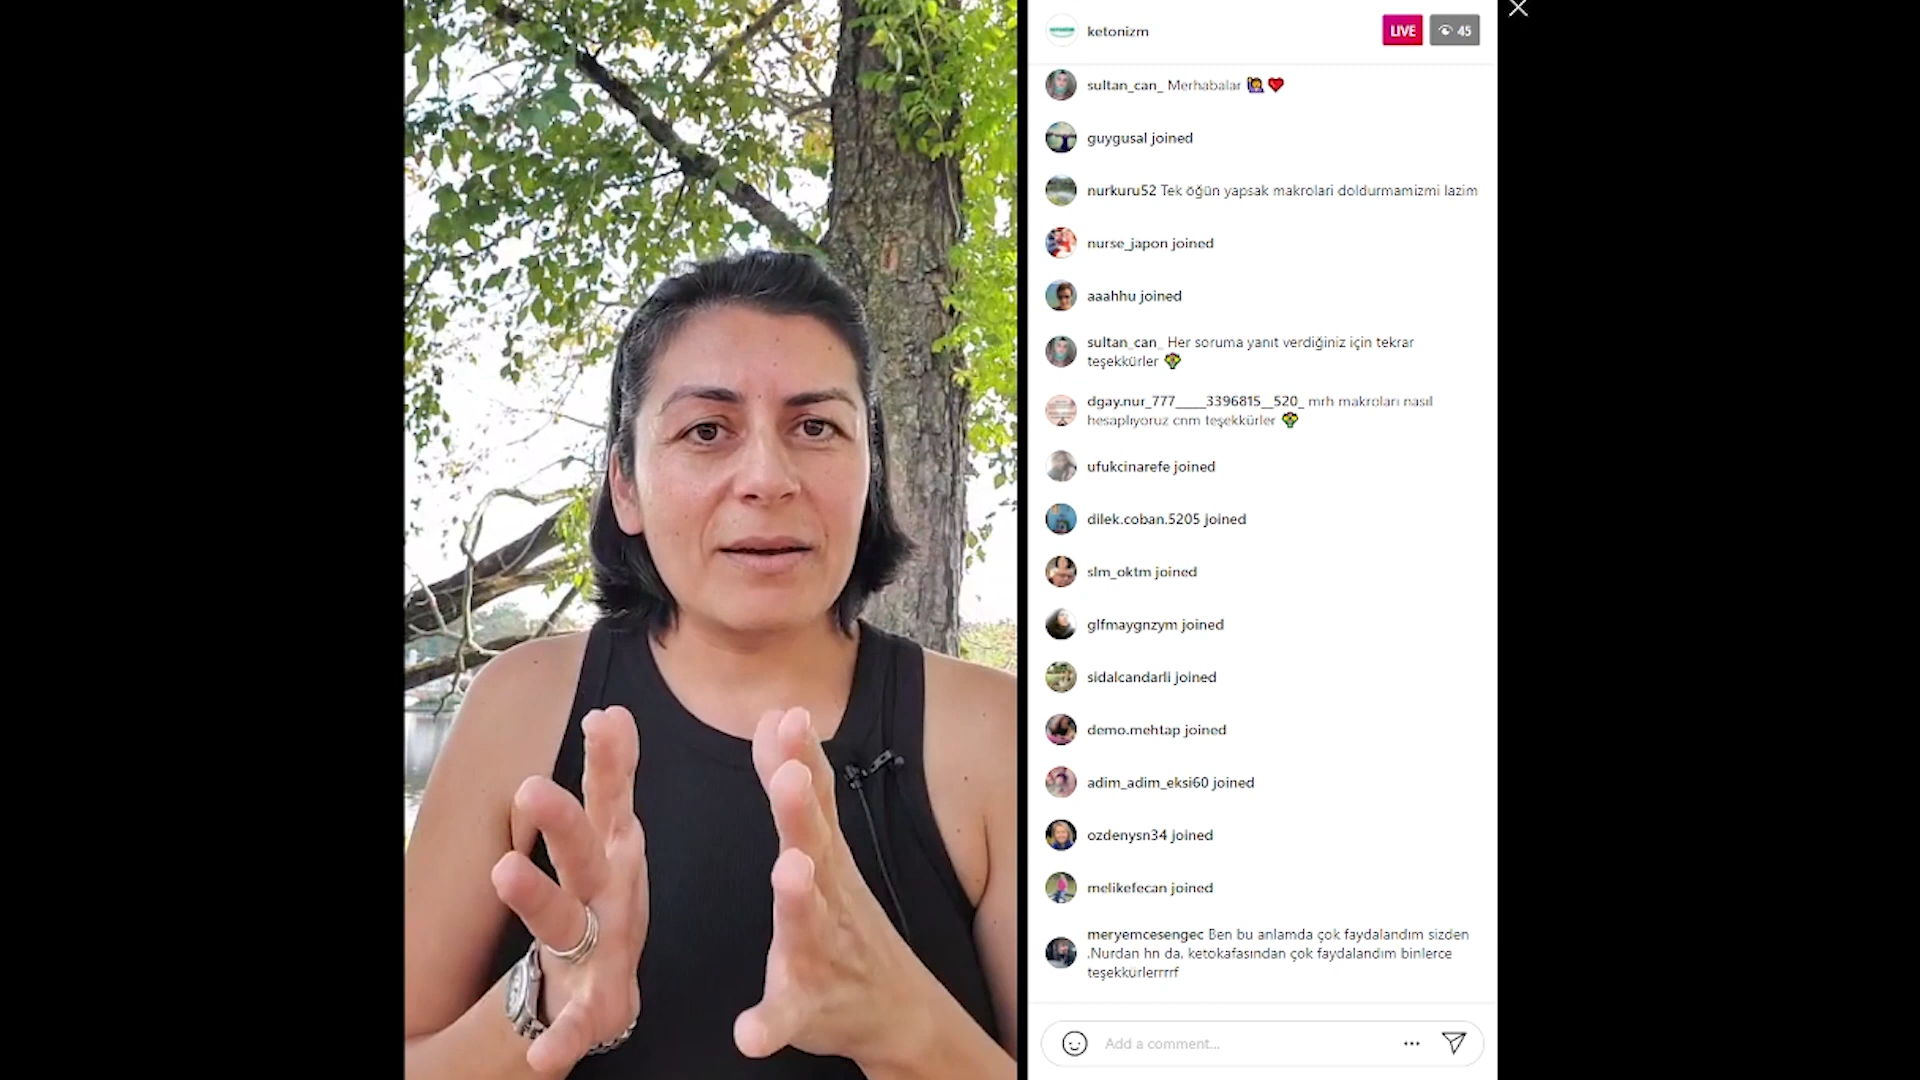 ketonizm
LIVE
45
sultan_can_ Merhabalar
guygusal joined
nurkuru52 Tek öğün yapsak makrolari doldurmamizmi lazim
nurse_japon joined
aaahhu joined
sultan_can_ Her soruma yanıt verdiğiniz için tekrar
teşekkürler
dgay.nur_777_____3396815__520_ mrh makroları nasıl
hesaplıyoruz cnm teşekkürler
ufukcinarefe joined
dilek.coban.5205 joined
slm_oktm joined
glfmaygnzym joined
sidalcandarli joined
demo.mehtap joined
adim_adim_eksi60 joined
ozdenysn34 joined
melikefecan joined
meryemcesengec Ben bu anlamda çok faydalandım sizden
.Nurdan hn da. ketokafasından çok faydalandım binlerce
teşekkürlerrrrf
Add a comment...